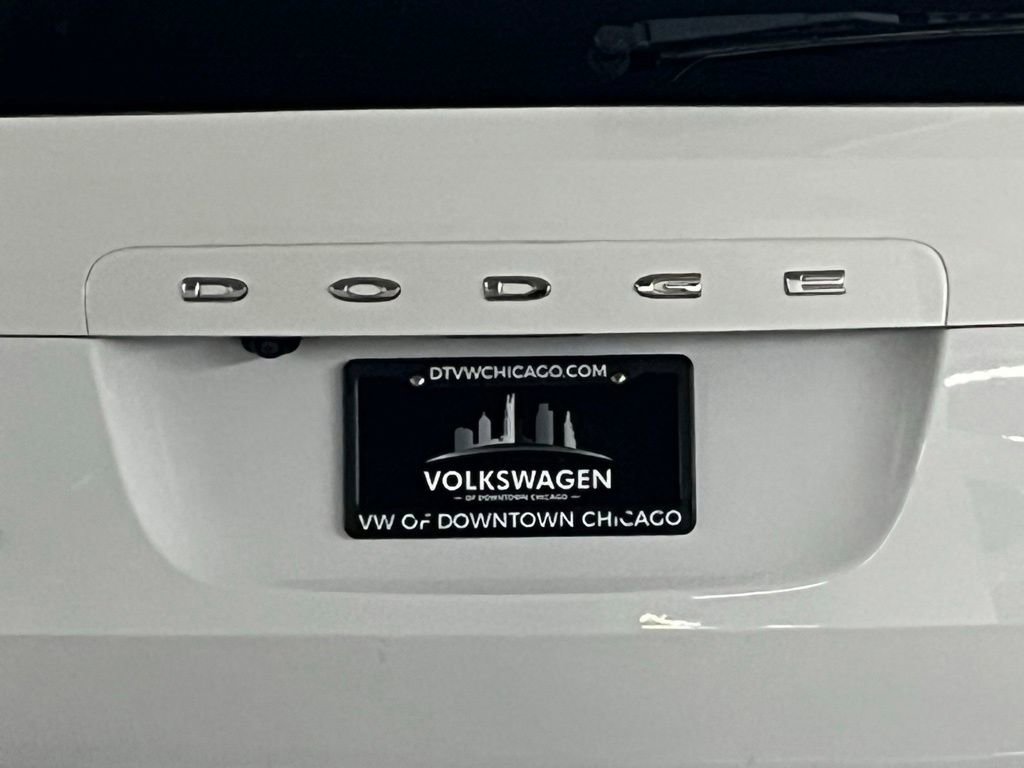 DODGE
DTVWCHICAGO.COM
VOLKSWAGEN
OF DOWNTOWN CHICAGO
VW OF DOWNTOWN CHICAGO